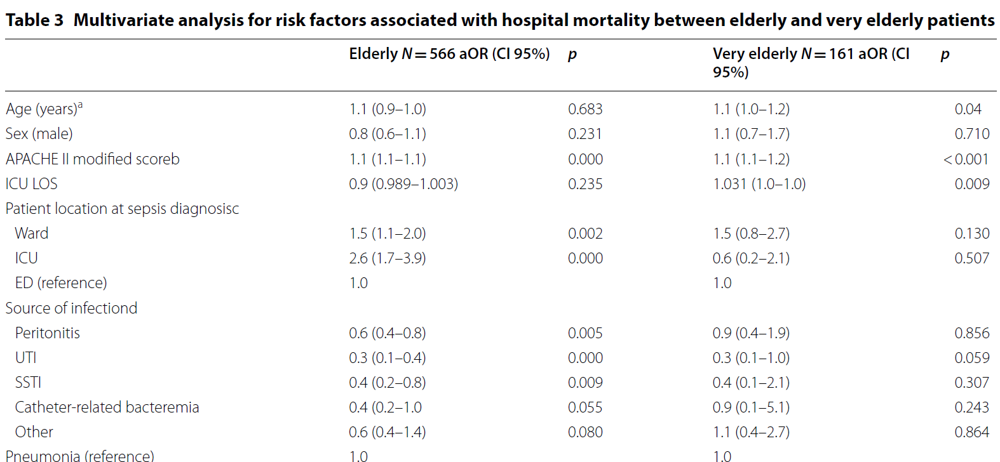 Table 3 Multivariate analysis for risk factors associated with hospital mortality between elderly and very elderly patients
Elderly N = 566 aOR (CI 95%) p Very elderly N = 161 aOR (CI 95%) p
Age (years)a 1.1 (0.9–1.0) 0.683 1.1 (1.0–1.2) 0.04
Sex (male) 0.8 (0.6–1.1) 0.231 1.1 (0.7–1.7) 0.710
APACHE II modified scoreb 1.1 (1.1–1.1) 0.000 1.1 (1.1–1.2) < 0.001
ICU LOS 0.9 (0.989–1.003) 0.235 1.031 (1.0–1.0) 0.009
Patient location at sepsis diagnosisc
Ward 1.5 (1.1–2.0) 0.002 1.5 (0.8–2.7) 0.130
ICU 2.6 (1.7–3.9) 0.000 0.6 (0.2–2.1) 0.507
ED (reference) 1.0 1.0
Source of infectiond
Peritonitis 0.6 (0.4–0.8) 0.005 0.9 (0.4–1.9) 0.856
UTI 0.3 (0.1–0.4) 0.000 0.3 (0.1–1.0) 0.059
SSTI 0.4 (0.2–0.8) 0.009 0.4 (0.1–2.1) 0.307
Catheter-related bacteremia 0.4 (0.2–1.0 0.055 0.9 (0.1–5.1) 0.243
Other 0.6 (0.4–1.4) 0.080 1.1 (0.4–2.7) 0.864
Pneumonia (reference) 1.0 1.0